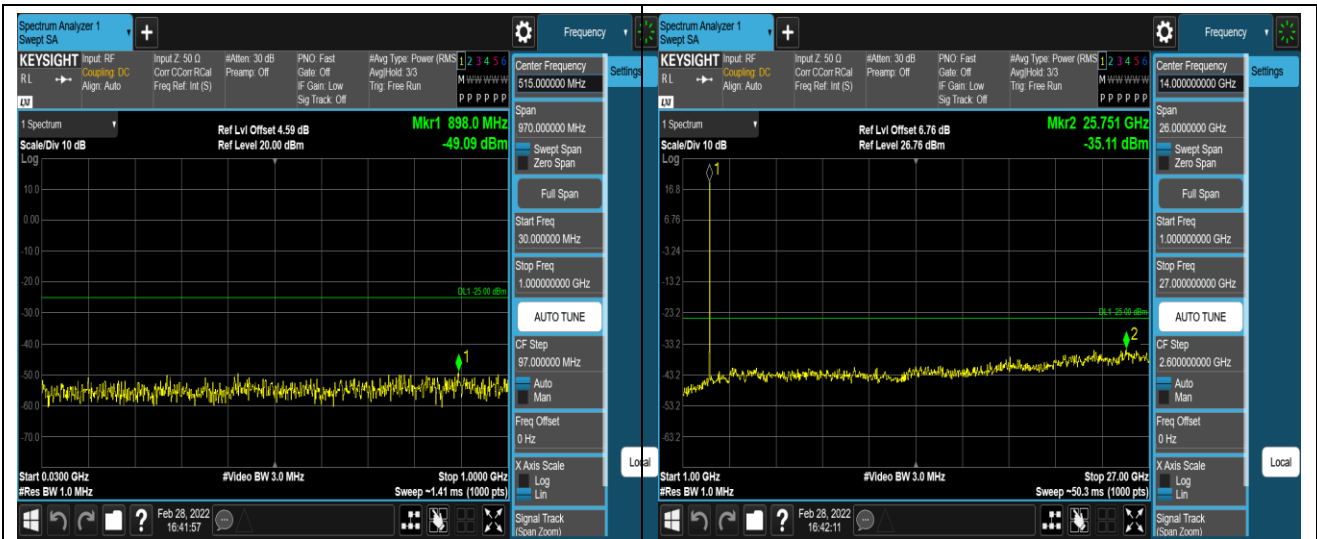 Spectrum Analyzer 1
Swept SA
+
Frequency
KEYSIGHT
Input: RF
Input Z: 50 Ω
#Atten: 30 dB
PNO: Fast
#Avg Type: Power (RMS
1 2 3 4 5 6
RL
Coupling: DC
Corr CCorr RCal
Preamp: Off
Gate: Off
Avg|Hold: 3/3
M W W W W W
Align: Auto
Freq Ref: Int (S)
IF Gain: Low
Trig: Free Run
P P P P P P
LXI
Sig Track: Off
Center Frequency
515.000000 MHz
Settings
Span
970.000000 MHz
Swept Span
Zero Span
Full Span
Start Freq
30.000000 MHz
Stop Freq
1.000000000 GHz
AUTO TUNE
CF Step
97.000000 MHz
Auto
Man
Freq Offset
0 Hz
X Axis Scale
Log
Lin
Signal Track
(Span Zoom)
Local
1 Spectrum
Ref Lvl Offset 4.59 dB
Mkr1 898.0 MHz
Scale/Div 10 dB
Ref Level 20.00 dBm
-49.09 dBm
Log
10.0
0.00
-10.0
-20.0
DL1 -25.00 dBm
-30.0
-40.0
1
-50.0
-60.0
-70.0
Start 0.0300 GHz
#Video BW 3.0 MHz
Stop 1.0000 GHz
#Res BW 1.0 MHz
Sweep ~1.41 ms (1000 pts)
?
Feb 28, 2022
16:41:57
Spectrum Analyzer 1
Swept SA
+
Frequency
KEYSIGHT
Input: RF
Input Z: 50 Ω
#Atten: 30 dB
PNO: Fast
#Avg Type: Power (RMS
1 2 3 4 5 6
RL
Coupling: DC
Corr CCorr RCal
Preamp: Off
Gate: Off
Avg|Hold: 3/3
M W W W W W
Align: Auto
Freq Ref: Int (S)
IF Gain: Low
Trig: Free Run
P P P P P P
LXI
Sig Track: Off
Center Frequency
14.000000000 GHz
Settings
Span
26.0000000 GHz
Swept Span
Zero Span
Full Span
Start Freq
1.000000000 GHz
Stop Freq
27.000000000 GHz
AUTO TUNE
CF Step
2.600000000 GHz
Auto
Man
Freq Offset
0 Hz
X Axis Scale
Log
Lin
Signal Track
(Span Zoom)
Local
1 Spectrum
Ref Lvl Offset 6.76 dB
Mkr2 25.751 GHz
Scale/Div 10 dB
Ref Level 26.76 dBm
-35.11 dBm
Log
1
16.8
6.76
-3.24
-13.2
-23.2
DL1 -25.00 dBm
2
-33.2
-43.2
-53.2
-63.2
Start 1.00 GHz
#Video BW 3.0 MHz
Stop 27.00 GHz
#Res BW 1.0 MHz
Sweep ~50.3 ms (1000 pts)
?
Feb 28, 2022
16:42:11